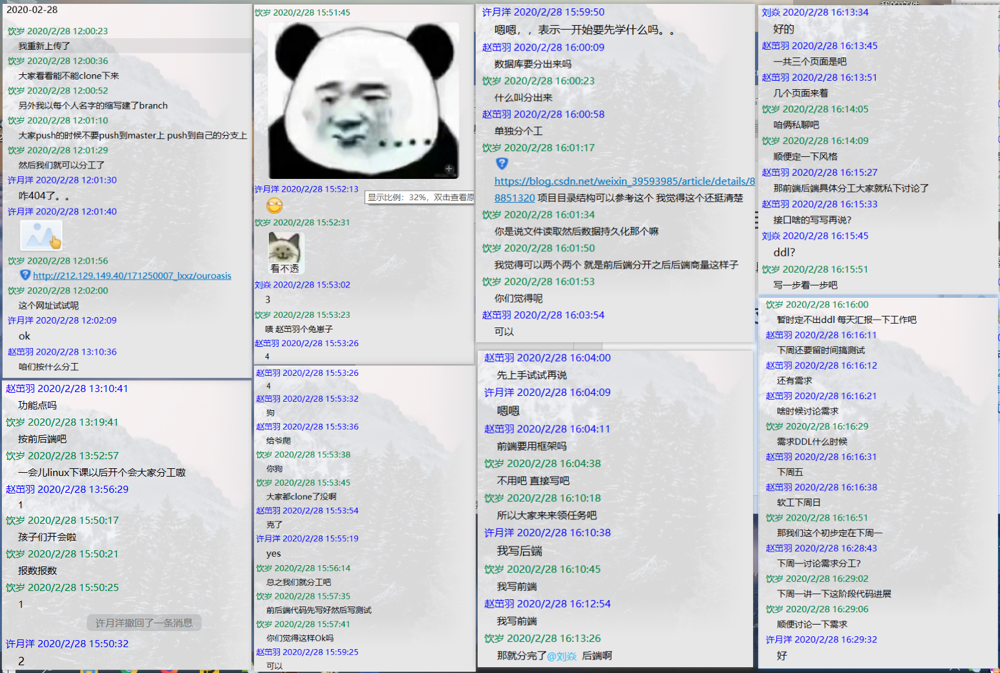 2020-02-28
饮岁 2020/2/28 12:00:23
我重新上传了
饮岁 2020/2/28 12:00:36
大家看看能不能clone下来
饮岁 2020/2/28 12:00:52
另外我以每个人名字的缩写建了branch
饮岁 2020/2/28 12:01:10
大家push的时候不要push到master上 push到自己的分支上
饮岁 2020/2/28 12:01:29
然后我们就可以分工了
许月洋 2020/2/28 12:01:30
咋404了。。
许月洋 2020/2/28 12:01:40
饮岁 2020/2/28 12:01:56
http://212.129.149.40/171250007_lxxz/ouroasis
饮岁 2020/2/28 12:02:00
这个网址试试呢
许月洋 2020/2/28 12:02:09
ok
赵茁羽 2020/2/28 13:10:36
咱们按什么分工
赵茁羽 2020/2/28 13:10:41
功能点吗
饮岁 2020/2/28 13:19:41
按前后端吧
饮岁 2020/2/28 13:52:57
一会儿linux下课以后开个会大家分工嗷
赵茁羽 2020/2/28 13:56:29
1
饮岁 2020/2/28 15:50:17
孩子们开会啦
饮岁 2020/2/28 15:50:21
报数报数
饮岁 2020/2/28 15:50:25
1
许月洋撤回了一条消息
许月洋 2020/2/28 15:50:32
2
饮岁 2020/2/28 15:51:45
许月洋 2020/2/28 15:52:13
显示比例：32%，双击查看原
饮岁 2020/2/28 15:52:31
看不透
刘焱 2020/2/28 15:53:02
3
饮岁 2020/2/28 15:53:23
啧 赵茁羽个兔崽子
赵茁羽 2020/2/28 15:53:26
4
赵茁羽 2020/2/28 15:53:26
4
赵茁羽 2020/2/28 15:53:32
狗
赵茁羽 2020/2/28 15:53:36
给爷爬
饮岁 2020/2/28 15:53:38
你狗
饮岁 2020/2/28 15:53:45
大家都clone了没啊
赵茁羽 2020/2/28 15:53:54
克了
许月洋 2020/2/28 15:55:19
yes
饮岁 2020/2/28 15:56:14
总之我们就分工吧
饮岁 2020/2/28 15:57:35
前后端代码先写好然后写测试
饮岁 2020/2/28 15:57:41
你们觉得这样Ok吗
赵茁羽 2020/2/28 15:59:25
可以
许月洋 2020/2/28 15:59:50
嗯嗯，，表示一开始要先学什么吗。。
赵茁羽 2020/2/28 16:00:09
数据库要分出来吗
饮岁 2020/2/28 16:00:23
什么叫分出来
赵茁羽 2020/2/28 16:00:58
单独分个工
饮岁 2020/2/28 16:01:17
https://blog.csdn.net/weixin_39593985/article/details/8
8851320 项目目录结构可以参考这个 我觉得这个还挺清楚
饮岁 2020/2/28 16:01:34
你是说文件读取然后数据持久化那个嘛
饮岁 2020/2/28 16:01:50
我觉得可以两个两个 就是前后端分开之后后端商量这样子
饮岁 2020/2/28 16:01:53
你们觉得呢
赵茁羽 2020/2/28 16:03:54
可以
赵茁羽 2020/2/28 16:04:00
先上手试试再说
许月洋 2020/2/28 16:04:09
嗯嗯
赵茁羽 2020/2/28 16:04:11
前端要用框架吗
饮岁 2020/2/28 16:04:38
不用吧 直接写吧
饮岁 2020/2/28 16:10:18
所以大家来来领任务吧
许月洋 2020/2/28 16:10:38
我写后端
饮岁 2020/2/28 16:10:45
我写前端
赵茁羽 2020/2/28 16:12:54
我写前端
饮岁 2020/2/28 16:13:26
那就分完了@刘焱 后端啊
刘焱 2020/2/28 16:13:34
好的
赵茁羽 2020/2/28 16:13:45
一共三个页面是吧
赵茁羽 2020/2/28 16:13:51
几个页面来着
饮岁 2020/2/28 16:14:05
咱俩私聊吧
饮岁 2020/2/28 16:14:09
顺便定一下风格
赵茁羽 2020/2/28 16:15:27
那前端后端具体分工大家就私下讨论了
赵茁羽 2020/2/28 16:15:33
接口啥的写写再说?
刘焱 2020/2/28 16:15:45
ddl?
饮岁 2020/2/28 16:15:51
写一步看一步吧
饮岁 2020/2/28 16:16:00
暂时定不出ddl 每天汇报一下工作吧
赵茁羽 2020/2/28 16:16:11
下周还要留时间搞测试
赵茁羽 2020/2/28 16:16:12
还有需求
赵茁羽 2020/2/28 16:16:21
啥时候讨论需求
饮岁 2020/2/28 16:16:29
需求DDL什么时候
赵茁羽 2020/2/28 16:16:31
下周五
赵茁羽 2020/2/28 16:16:38
软工下周日
饮岁 2020/2/28 16:16:51
那我们这个初步定在下周一
赵茁羽 2020/2/28 16:28:43
下周一讨论需求分工?
饮岁 2020/2/28 16:29:02
下周一讲一下这阶段代码进展
饮岁 2020/2/28 16:29:06
顺便讨论一下需求
许月洋 2020/2/28 16:29:32
好